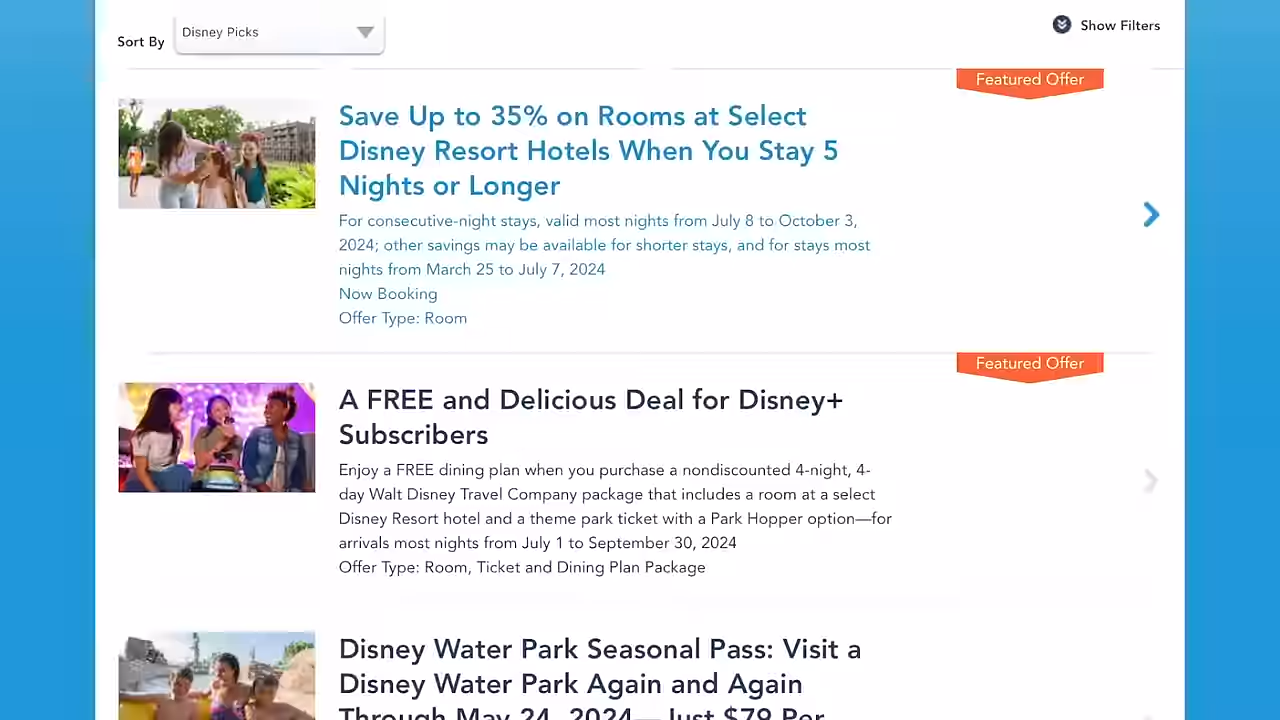 Sort By
Disney Picks
Show Filters
Featured Offer
Save Up to 35% on Rooms at Select
Disney Resort Hotels When You Stay 5
Nights or Longer
For consecutive-night stays, valid most nights from July 8 to October 3,
2024; other savings may be available for shorter stays, and for stays most
nights from March 25 to July 7, 2024
Now Booking
Offer Type: Room
Featured Offer
A FREE and Delicious Deal for Disney+
Subscribers
Enjoy a FREE dining plan when you purchase a nondiscounted 4-night, 4-
day Walt Disney Travel Company package that includes a room at a select
Disney Resort hotel and a theme park ticket with a Park Hopper option—for
arrivals most nights from July 1 to September 30, 2024
Offer Type: Room, Ticket and Dining Plan Package
Disney Water Park Seasonal Pass: Visit a
Disney Water Park Again and Again
Through May 24, 2024—Just $79 Per